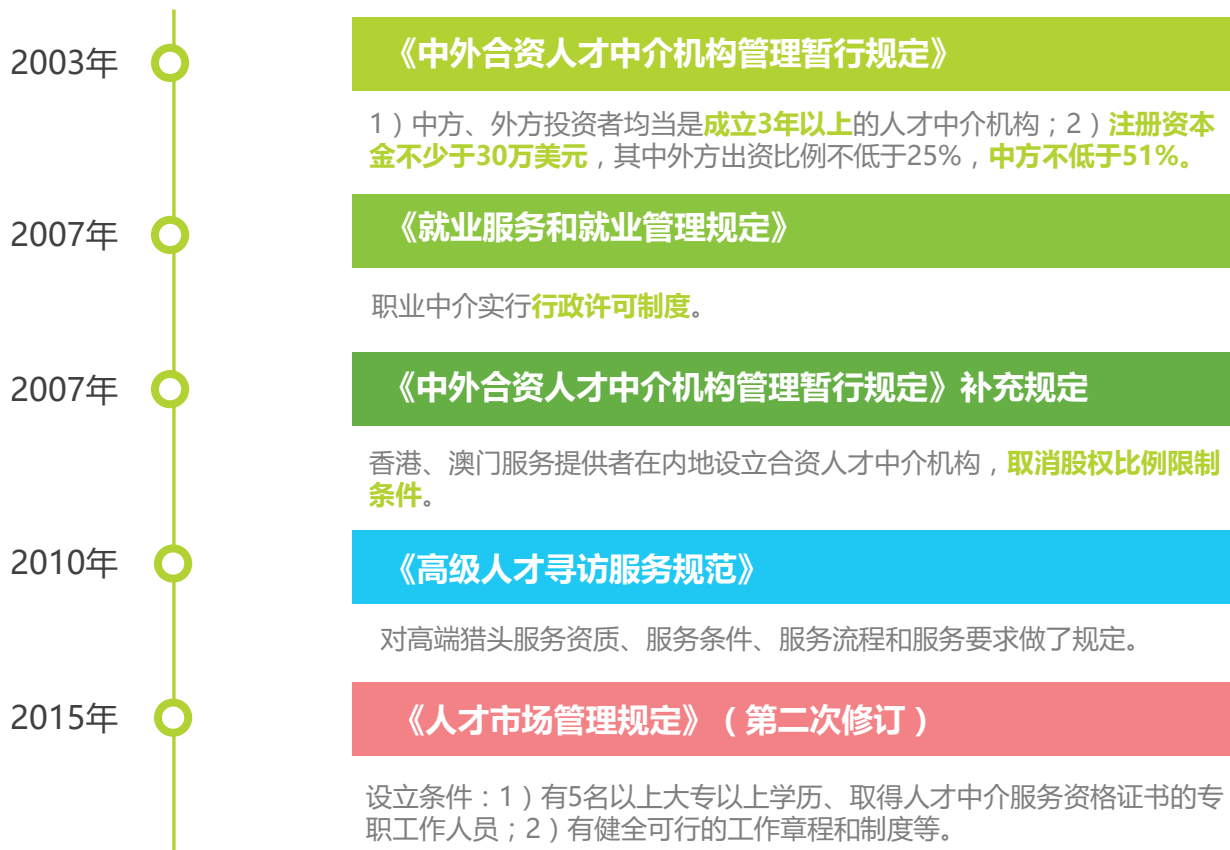 2003年
《中外合资人才中介机构管理暂行规定》
1）中方、外方投资者均当是成立3年以上的人才中介机构；2）注册资本
金不少于30万美元，其中外方出资比例不低于25%，中方不低于51%。
2007年
《就业服务和就业管理规定》
职业中介实行行政许可制度。
2007年
《中外合资人才中介机构管理暂行规定》补充规定
香港、澳门服务提供者在内地设立合资人才中介机构，取消股权比例限制
条件。
2010年
《高级人才寻访服务规范》
对高端猎头服务资质、服务条件、服务流程和服务要求做了规定。
2015年
《人才市场管理规定》（第二次修订）
设立条件：1）有5名以上大专以上学历、取得人才中介服务资格证书的专
职工作人员；2）有健全可行的工作章程和制度等。